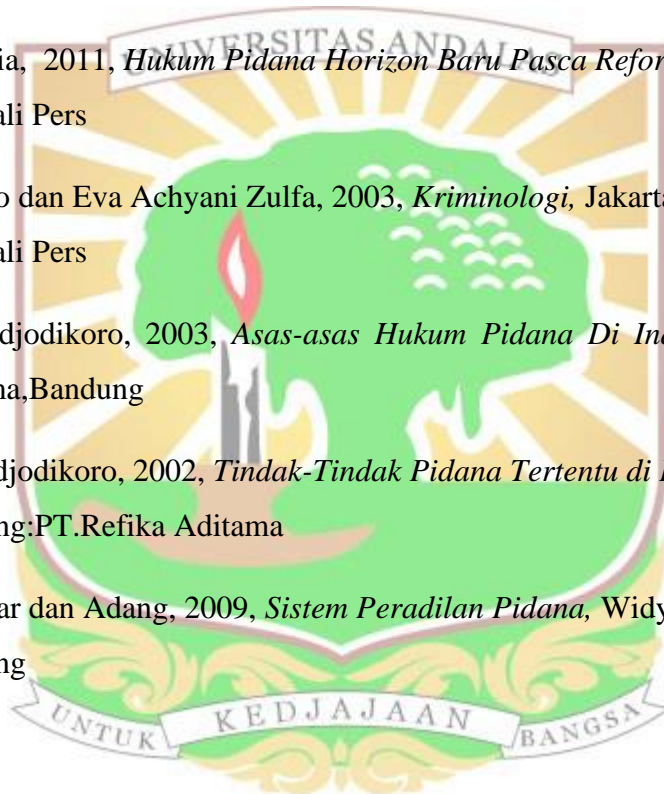 UNIVERSITAS ANDALAS
ia, 2011, Hukum Pidana Horizon Baru Pasca Refor
ali Pers
o dan Eva Achyani Zulfa, 2003, Kriminologi, Jakarta
ali Pers
djodikoro, 2003, Asas-asas Hukum Pidana Di In
na,Bandung
djodikoro, 2002, Tindak-Tindak Pidana Tertentu di
ng:PT.Refika Aditama
ar dan Adang, 2009, Sistem Peradilan Pidana, Widy
ng
UNTUK KEDJAJAAN BANGSA